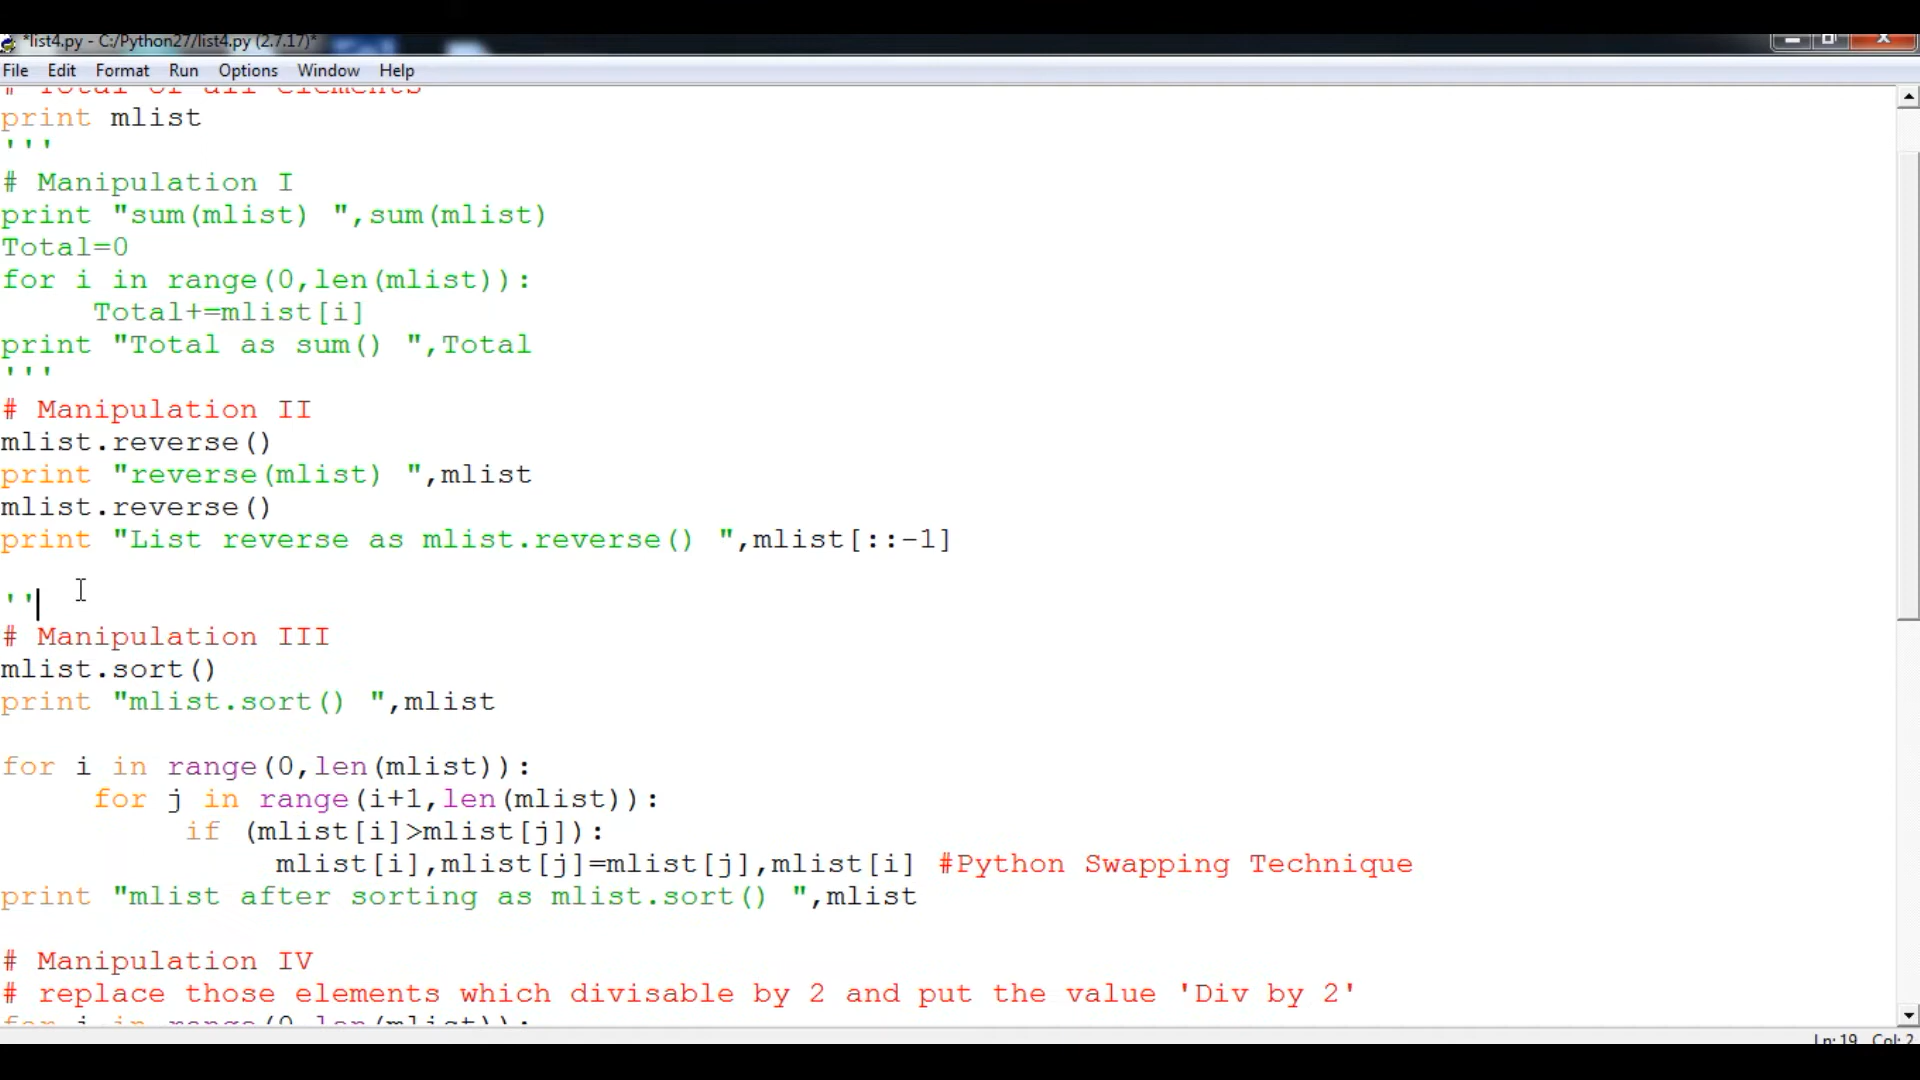 *list4.py - C:/Python27/list4.py (2.7.17)*
File Edit Format Run Options Window Help
# Total of all elements
print mlist
'''
# Manipulation I
print "sum(mlist) ",sum(mlist)
Total=0
for i in range(0,len(mlist)):
     Total+=mlist[i]
print "Total as sum() ",Total
'''
# Manipulation II
mlist.reverse()
print "reverse(mlist) ",mlist
mlist.reverse()
print "List reverse as mlist.reverse() ",mlist[::-1]
''
# Manipulation III
mlist.sort()
print "mlist.sort() ",mlist
for i in range(0,len(mlist)):
     for j in range(i+1,len(mlist)):
          if (mlist[i]>mlist[j]):
               mlist[i],mlist[j]=mlist[j],mlist[i] #Python Swapping Technique
print "mlist after sorting as mlist.sort() ",mlist
# Manipulation IV
# replace those elements which divisable by 2 and put the value 'Div by 2'
for i in range(0,len(mlist)):
Ln: 19 Col: 2